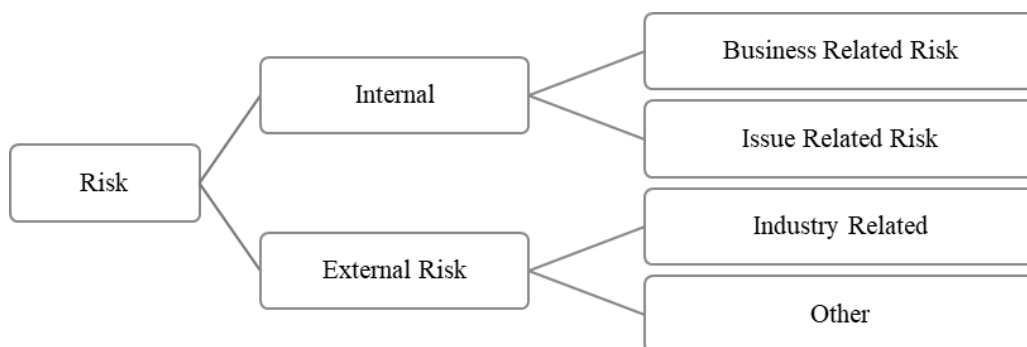 Risk
Internal
Business Related Risk
Issue Related Risk
External Risk
Industry Related
Other